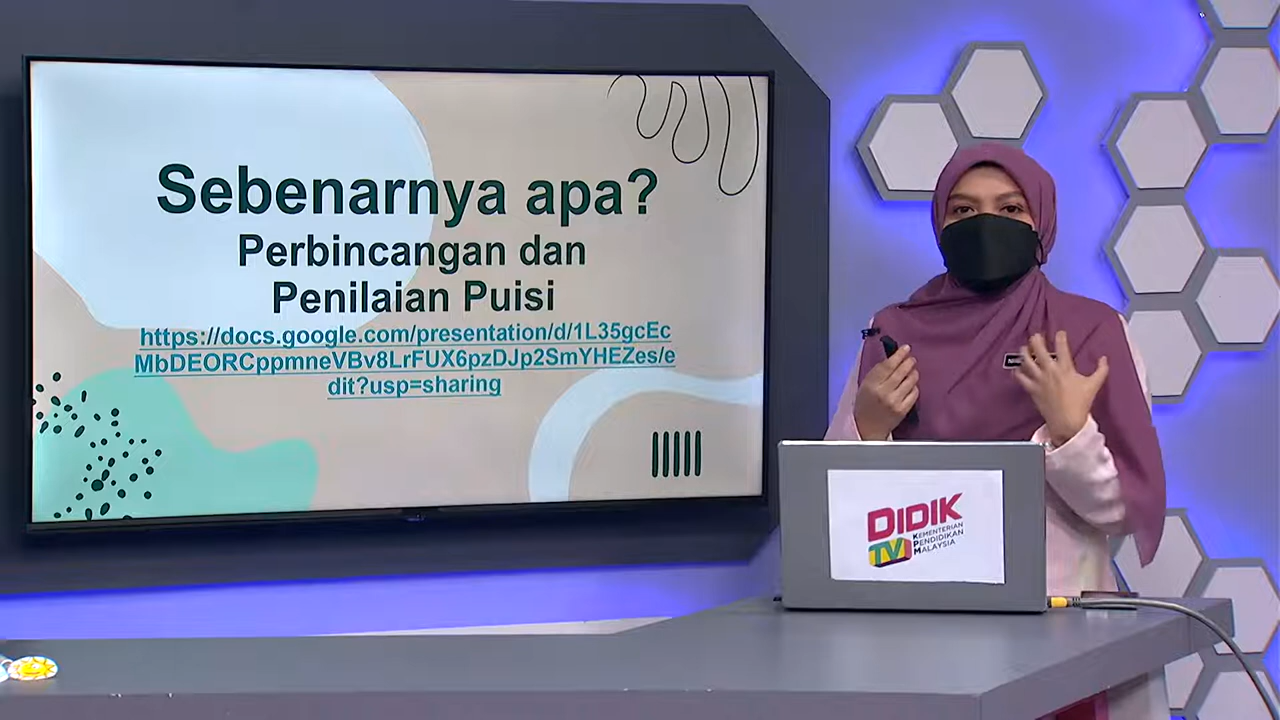 Sebenarnya apa?
Perbincangan dan
Penilaian Puisi
https://docs.google.com/presentation/d/1L35gcEc
MbDEORCppmneVBv8LrFUX6pzDJp2SmYHEZes/e
dit?usp=sharing
DIDIK
TV
KEMENTERIAN
PENDIDIKAN
MALAYSIA